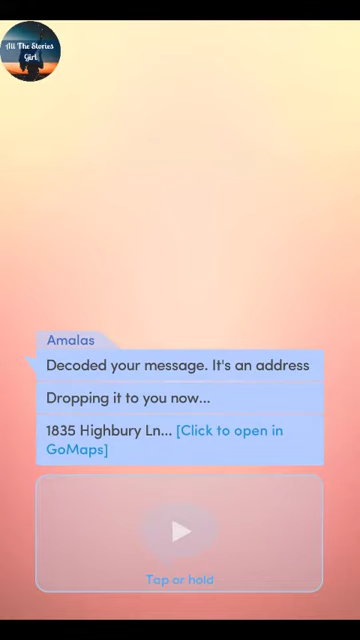 All The Stories
Girl
Amalas
Decoded your message. It's an address
Dropping it to you now...
1835 Highbury Ln... [Click to open in
GoMaps]
Tap or hold